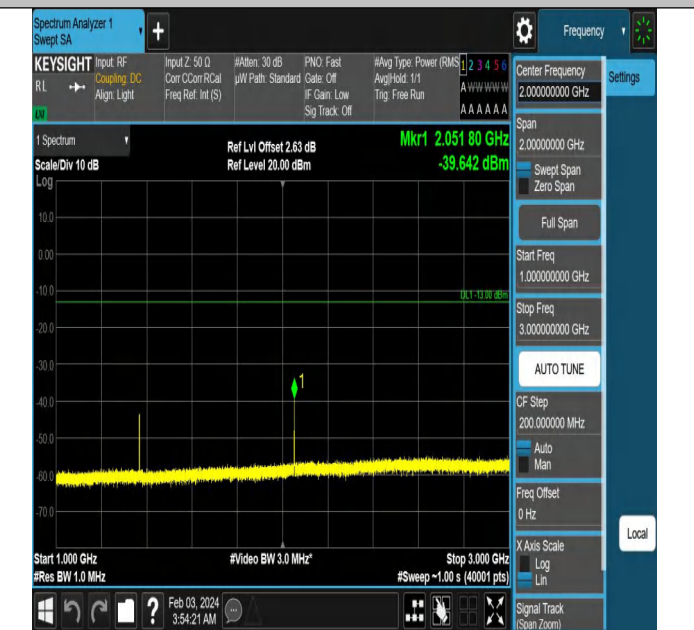 Spectrum Analyzer 1
Swept SA
+
Frequency
KEYSIGHT
RL
LXI
Input: RF
Coupling: DC
Align: Light
Input Z: 50 Ω
Corr CCorr RCal
Freq Ref: Int (S)
#Atten: 30 dB
µW Path: Standard
PNO: Fast
Gate: Off
IF Gain: Low
Sig Track: Off
#Avg Type: Power (RMS
Avg|Hold: 1/1
Trig: Free Run
1 2 3 4 5 6
A W W W W W
A A A A A A
1 Spectrum
Scale/Div 10 dB
Log
Ref Lvl Offset 2.63 dB
Ref Level 20.00 dBm
Mkr1 2.051 80 GHz
-39.642 dBm
10.0
0.00
-10.0
DL1 -13.00 dBm
-20.0
-30.0
1
-40.0
-50.0
-60.0
-70.0
Start 1.000 GHz
#Res BW 1.0 MHz
#Video BW 3.0 MHz*
Stop 3.000 GHz
#Sweep ~1.00 s (40001 pts)
Center Frequency
2.000000000 GHz
Settings
Span
2.00000000 GHz
Swept Span
Zero Span
Full Span
Start Freq
1.000000000 GHz
Stop Freq
3.000000000 GHz
AUTO TUNE
CF Step
200.000000 MHz
Auto
Man
Freq Offset
0 Hz
Local
X Axis Scale
Log
Lin
Signal Track
(Span Zoom)
?
Feb 03, 2024
3:54:21 AM